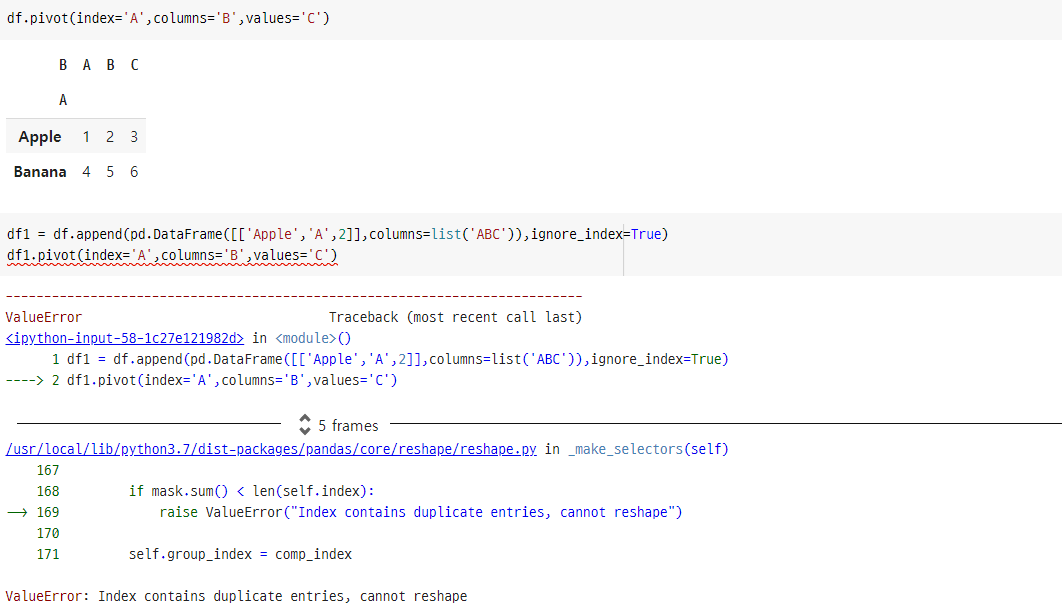 df.pivot(index='A',columns='B',values='C')
B A B C
A
Apple 1 2 3
Banana 4 5 6
df1 = df.append(pd.DataFrame([['Apple','A',2]],columns=list('ABC')),ignore_index=True)
df1.pivot(index='A',columns='B',values='C')
---------------------------------------------------------------------------
ValueError Traceback (most recent call last)
<ipython-input-58-1c27e121982d> in <module>()
1 df1 = df.append(pd.DataFrame([['Apple','A',2]],columns=list('ABC')),ignore_index=True)
----> 2 df1.pivot(index='A',columns='B',values='C')
5 frames
/usr/local/lib/python3.7/dist-packages/pandas/core/reshape/reshape.py in _make_selectors(self)
167
168 if mask.sum() < len(self.index):
--> 169 raise ValueError("Index contains duplicate entries, cannot reshape")
170
171 self.group_index = comp_index
ValueError: Index contains duplicate entries, cannot reshape